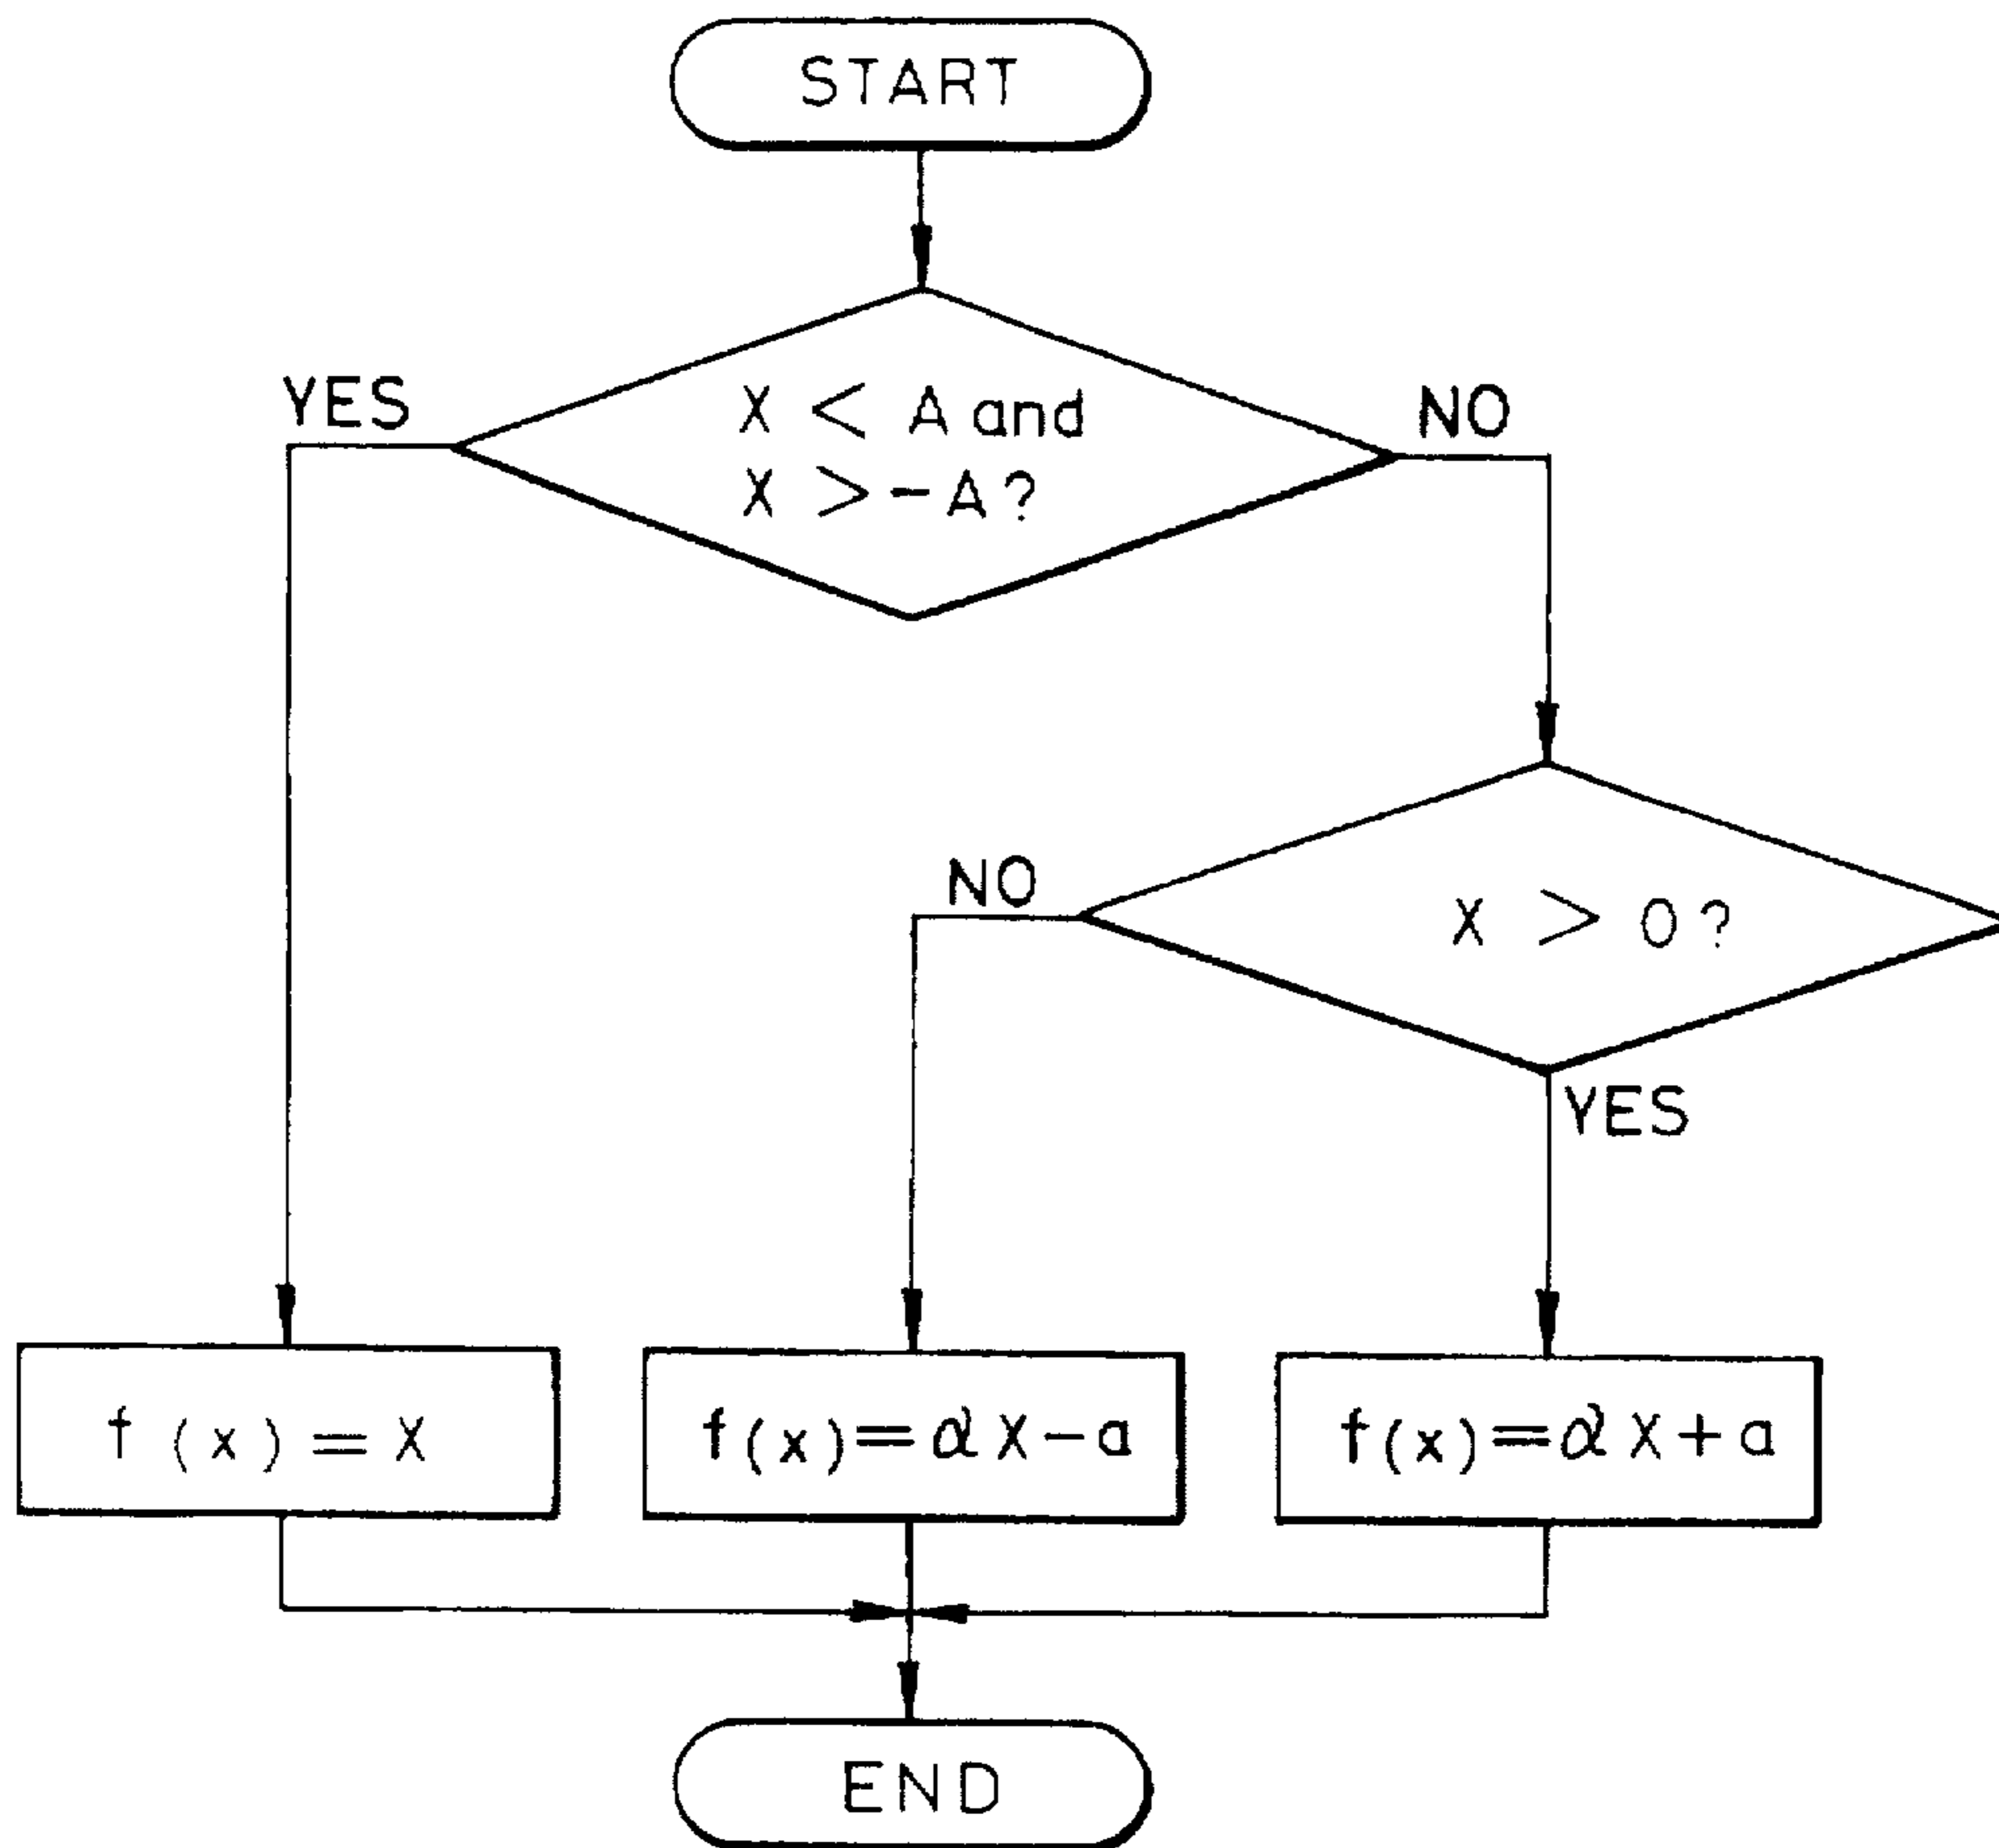 START
YES
X < A and
X > -A?
NO
NO
X > 0?
YES
f(x) = X
f(x) = αX - a
f(x) = αX + a
END